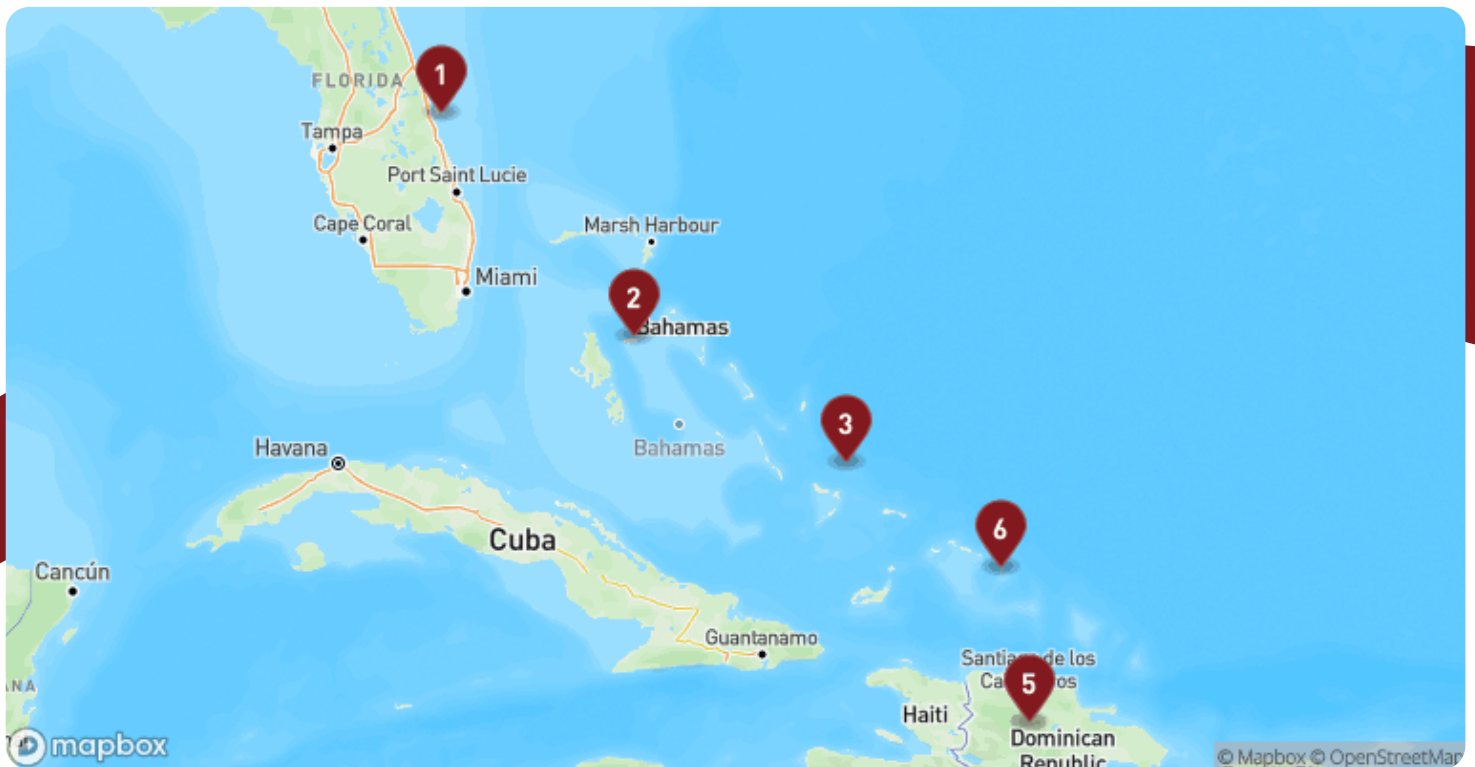 1
FLORIDA
Tampa
Port Saint Lucie
Cape Coral
Marsh Harbour
Miami
2
Bahamas
3
Bahamas
Havana
6
Cuba
Cancún
Guantanamo
Santiago de los
5
Haiti
Dominican
Republic
mapbox
© Mapbox © OpenStreetMap